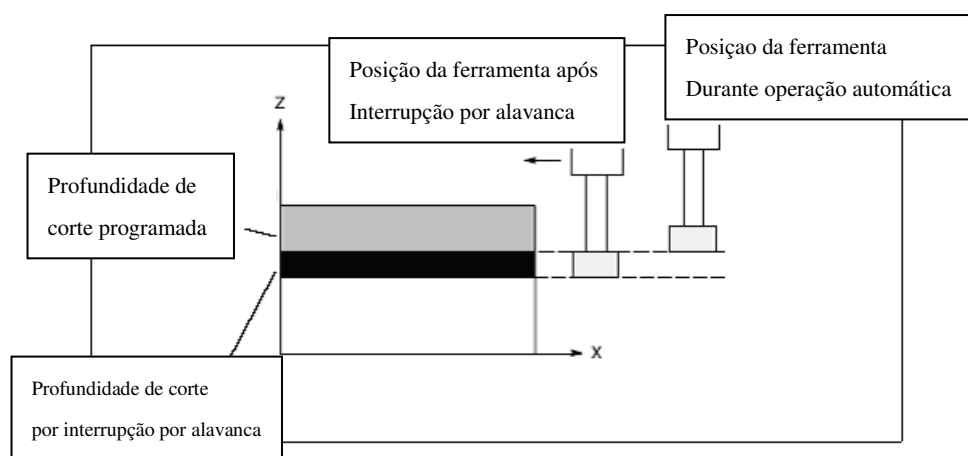 Posição da ferramenta após
Interrupção por alavanca
Posiçao da ferramenta
Durante operação automática
Z
Profundidade de
corte programada
X
Profundidade de corte
por interrupção por alavanca